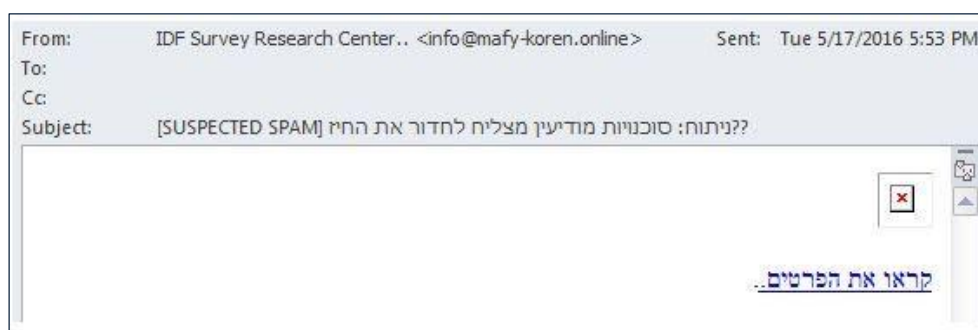 From: IDF Survey Research Center.. <info@mafy-koren.online> Sent: Tue 5/17/2016 5:53 PM
To:
Cc:
Subject: [SUSPECTED SPAM] ניתוח: סוכנויות מודיעין מצליח לחדור את החיז??
קראו את הפרטים..